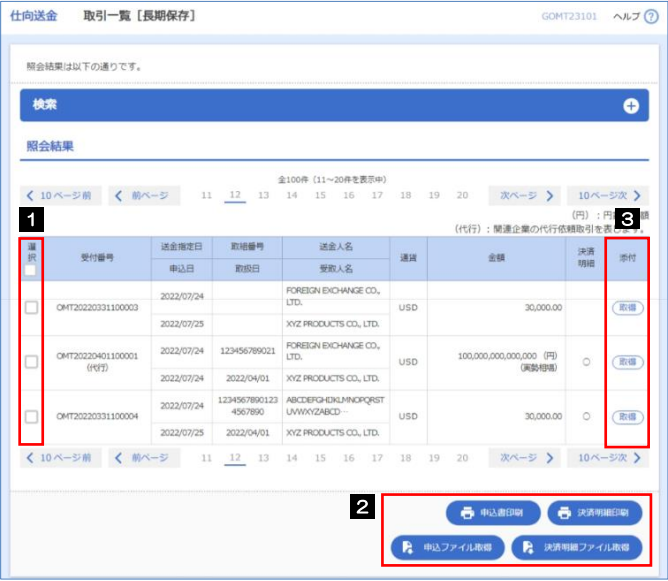 仕向送金 取引一覧［長期保存］ GOMT23101 ヘルプ ?
照会結果は以下の通りです。
検索
照会結果
全100件（11～20件を表示中）
10ページ前 前ページ 11 12 13 14 15 16 17 18 19 20 次ページ 10ページ次
1
3
（円）：円
（代行）：関連企業の代行依頼取引を表します。
選択 受付番号 送金指定日 取組番号 送金人名 通貨 金額 決済明細 添付
申込日 取扱日 受取人名
OMT20220331100003 2022/07/24 FOREIGN EXCHANGE CO., LTD. USD 30,000.00 取得
2022/07/25 XYZ PRODUCTS CO., LTD.
OMT20220401100001 (代行) 2022/07/24 123456789021 FOREIGN EXCHANGE CO., LTD. USD 100,000,000,000,000 (円) (実勢相場) ○ 取得
2022/07/24 2022/04/01 XYZ PRODUCTS CO., LTD.
OMT20220331100004 2022/07/24 1234567890123 4567890 ABCDEFGHIJKLMNOPQRST UVWXYZABCD… USD 30,000.00 ○ 取得
2022/07/25 2022/04/01 XYZ PRODUCTS CO., LTD.
10ページ前 前ページ 11 12 13 14 15 16 17 18 19 20 次ページ 10ページ次
2
申込書印刷 決済明細印刷
申込ファイル取得 決済明細ファイル取得